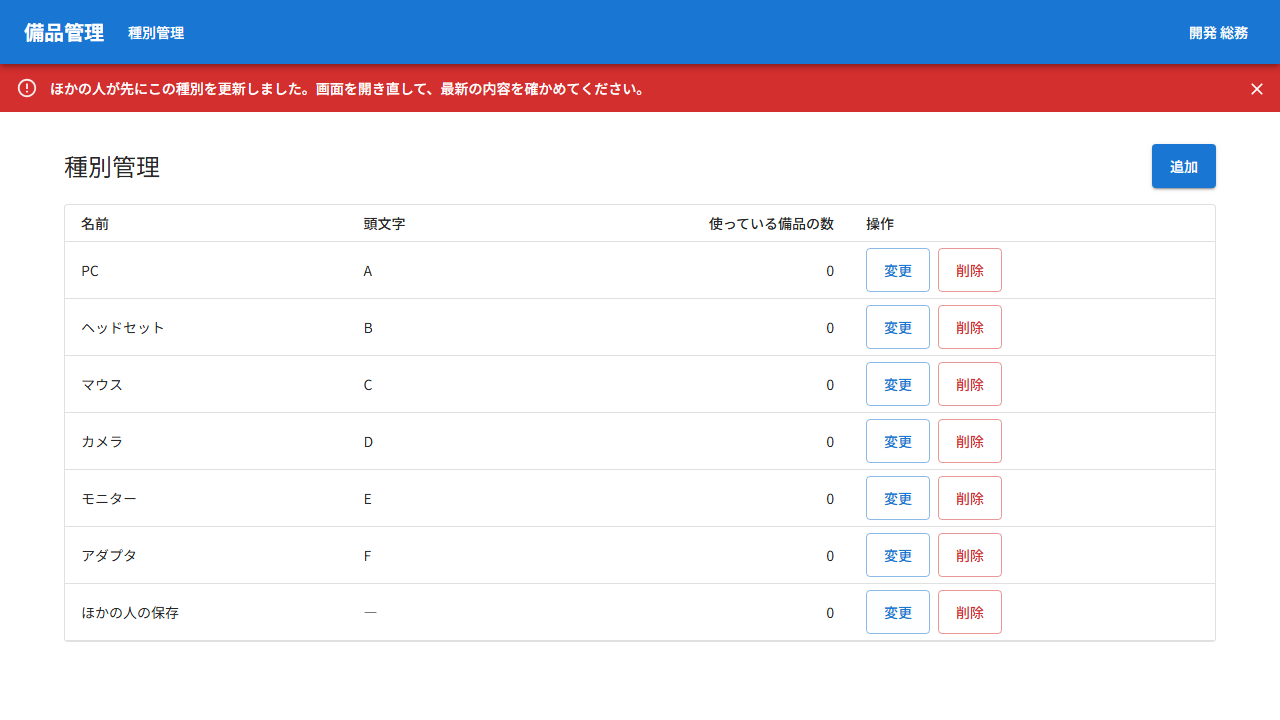 備品管理 種別管理 開発 総務
ほかの人が先にこの種別を更新しました。画面を開き直して、最新の内容を確かめてください。
種別管理 追加
名前 頭文字 使っている備品の数 操作
PC A 0 変更 削除
ヘッドセット B 0 変更 削除
マウス C 0 変更 削除
カメラ D 0 変更 削除
モニター E 0 変更 削除
アダプタ F 0 変更 削除
ほかの人の保存 — 0 変更 削除